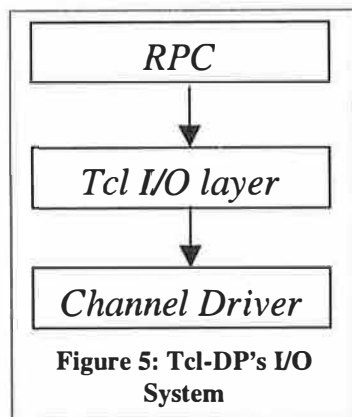 RPC
Tcl I/O layer
Channel Driver
Figure 5: Tcl-DP's I/O
System